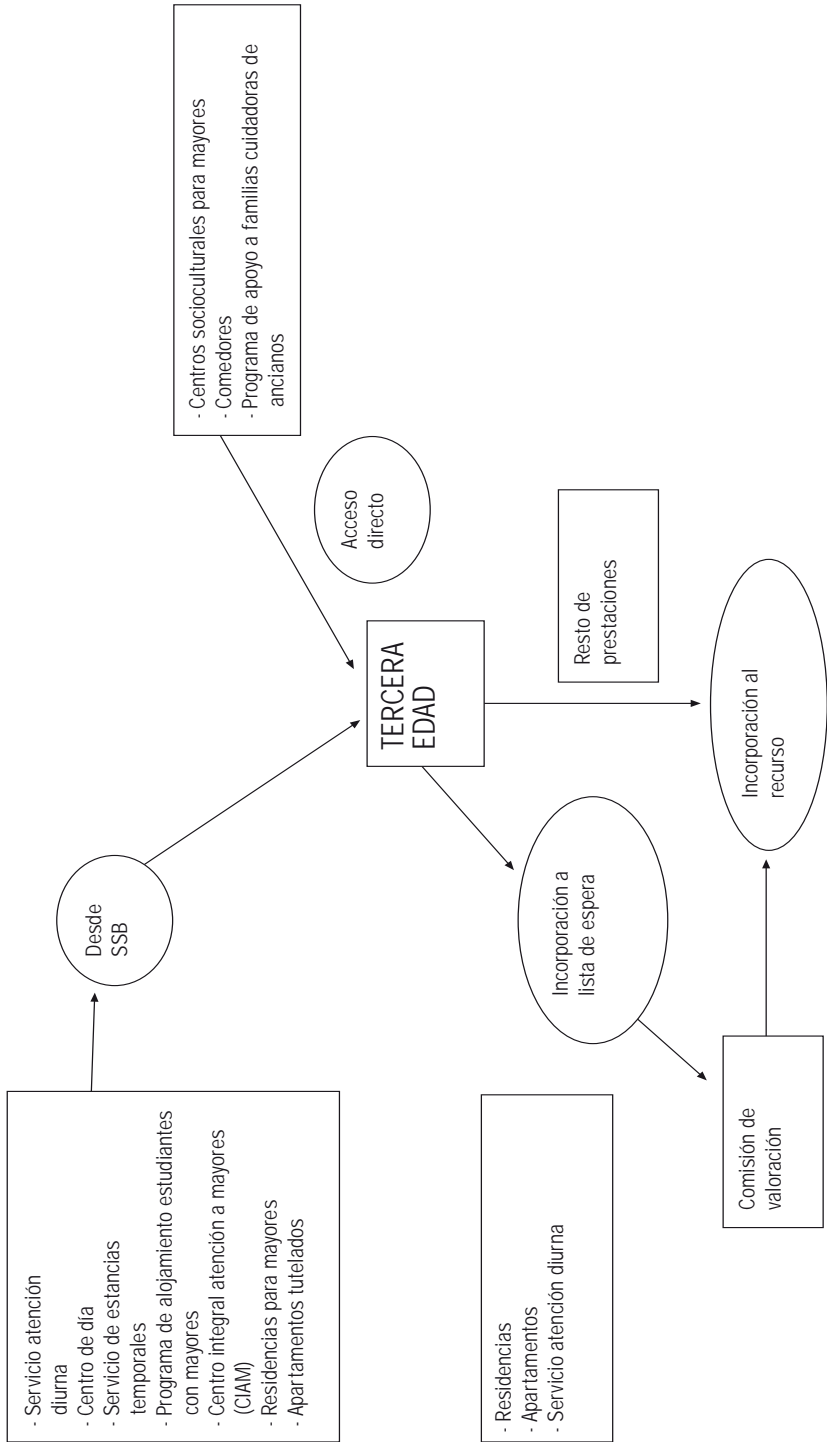 - Servicio atención
diurna
- Centro de día
- Servicio de estancias
temporales
- Programa de alojamiento estudiantes
con mayores
- Centro integral atención a mayores
(CIAM)
- Residencias para mayores
- Apartamentos tutelados
Desde
SSB
- Centros socioculturales para mayores
- Comedores
- Programa de apoyo a familias cuidadoras de
ancianos
Acceso
directo
TERCERA
EDAD
- Residencias
- Apartamentos
- Servicio atención diurna
Incorporación a
lista de espera
Resto de
prestaciones
Comisión de
valoración
Incorporación al
recurso